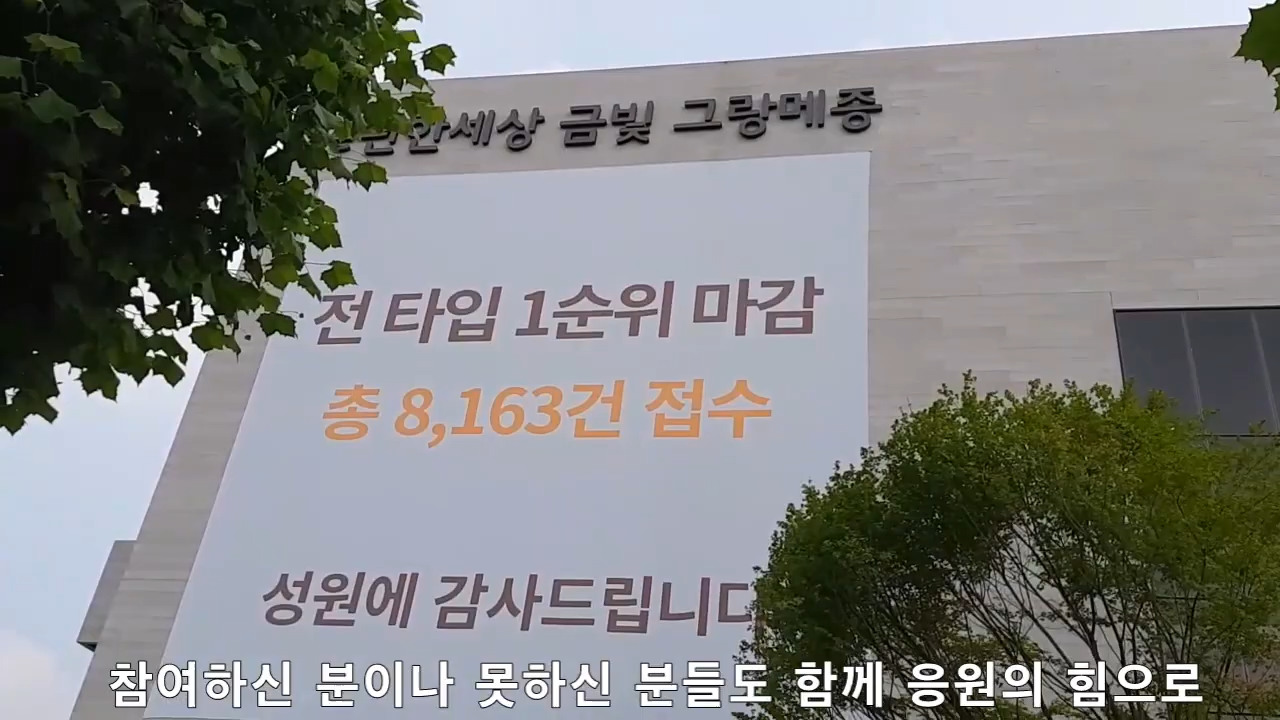 편한세상 금빛 그랑메종
전 타입 1순위 마감
총 8,163건 접수
성원에 감사드립니다
참여하신 분이나 못하신 분들도 함께 응원의 힘으로